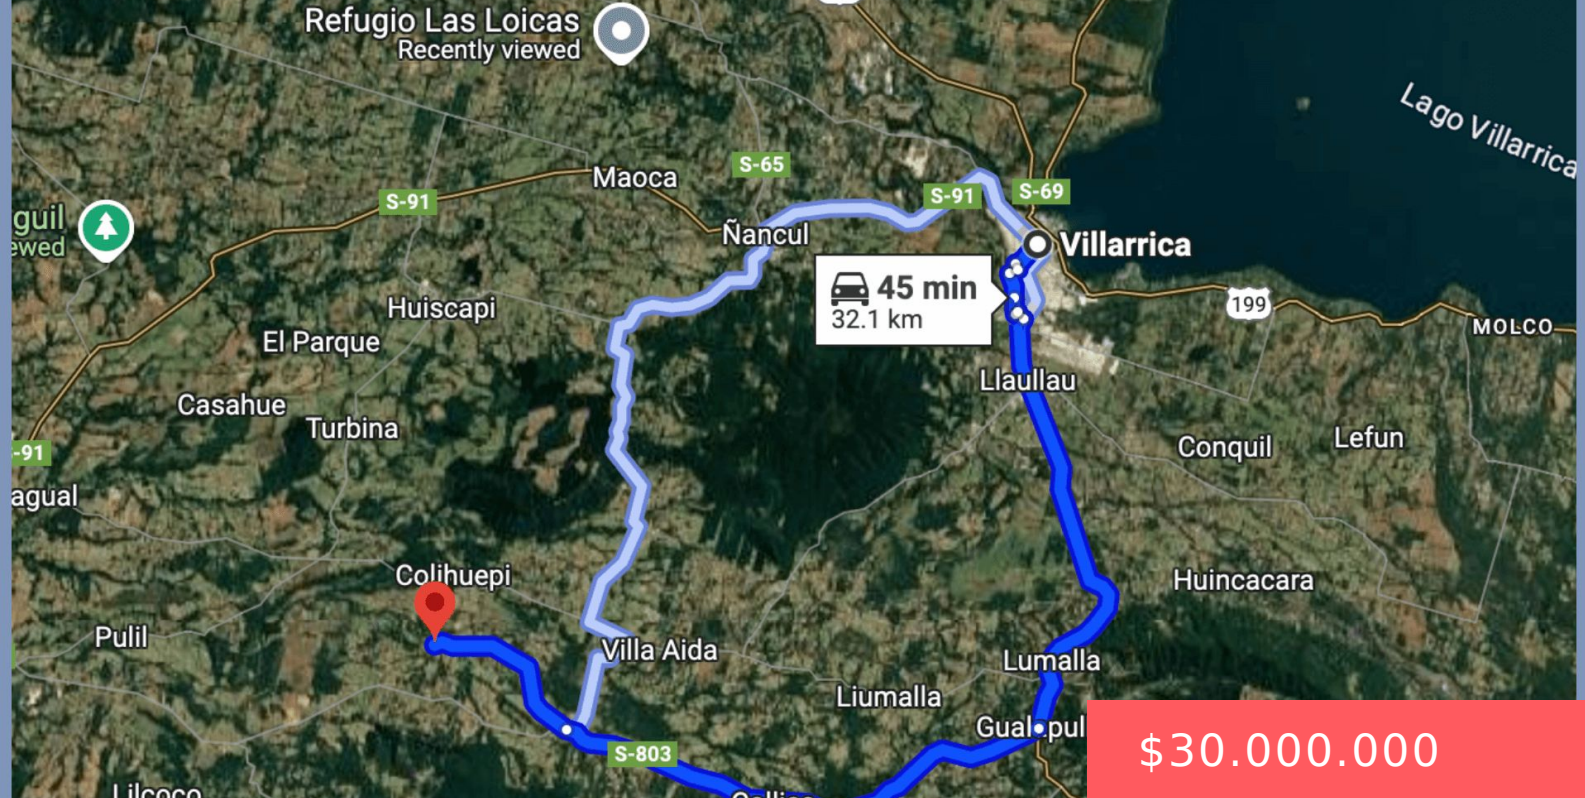 Refugio Las Loicas
Recently viewed
Lago Villarrica
S-65
Maoca
S-91
S-91
S-69
guil
ewed
Ñancul
Villarrica
45 min
32.1 km
199
Huiscapi
MOLCO
El Parque
Llaullau
Casahue
Turbina
Conquil
Lefun
-91
agual
Colihuepi
Huincacara
Pulil
Villa Aida
Lumalla
Liumalla
S-803
$30.000.000
Lilcoco